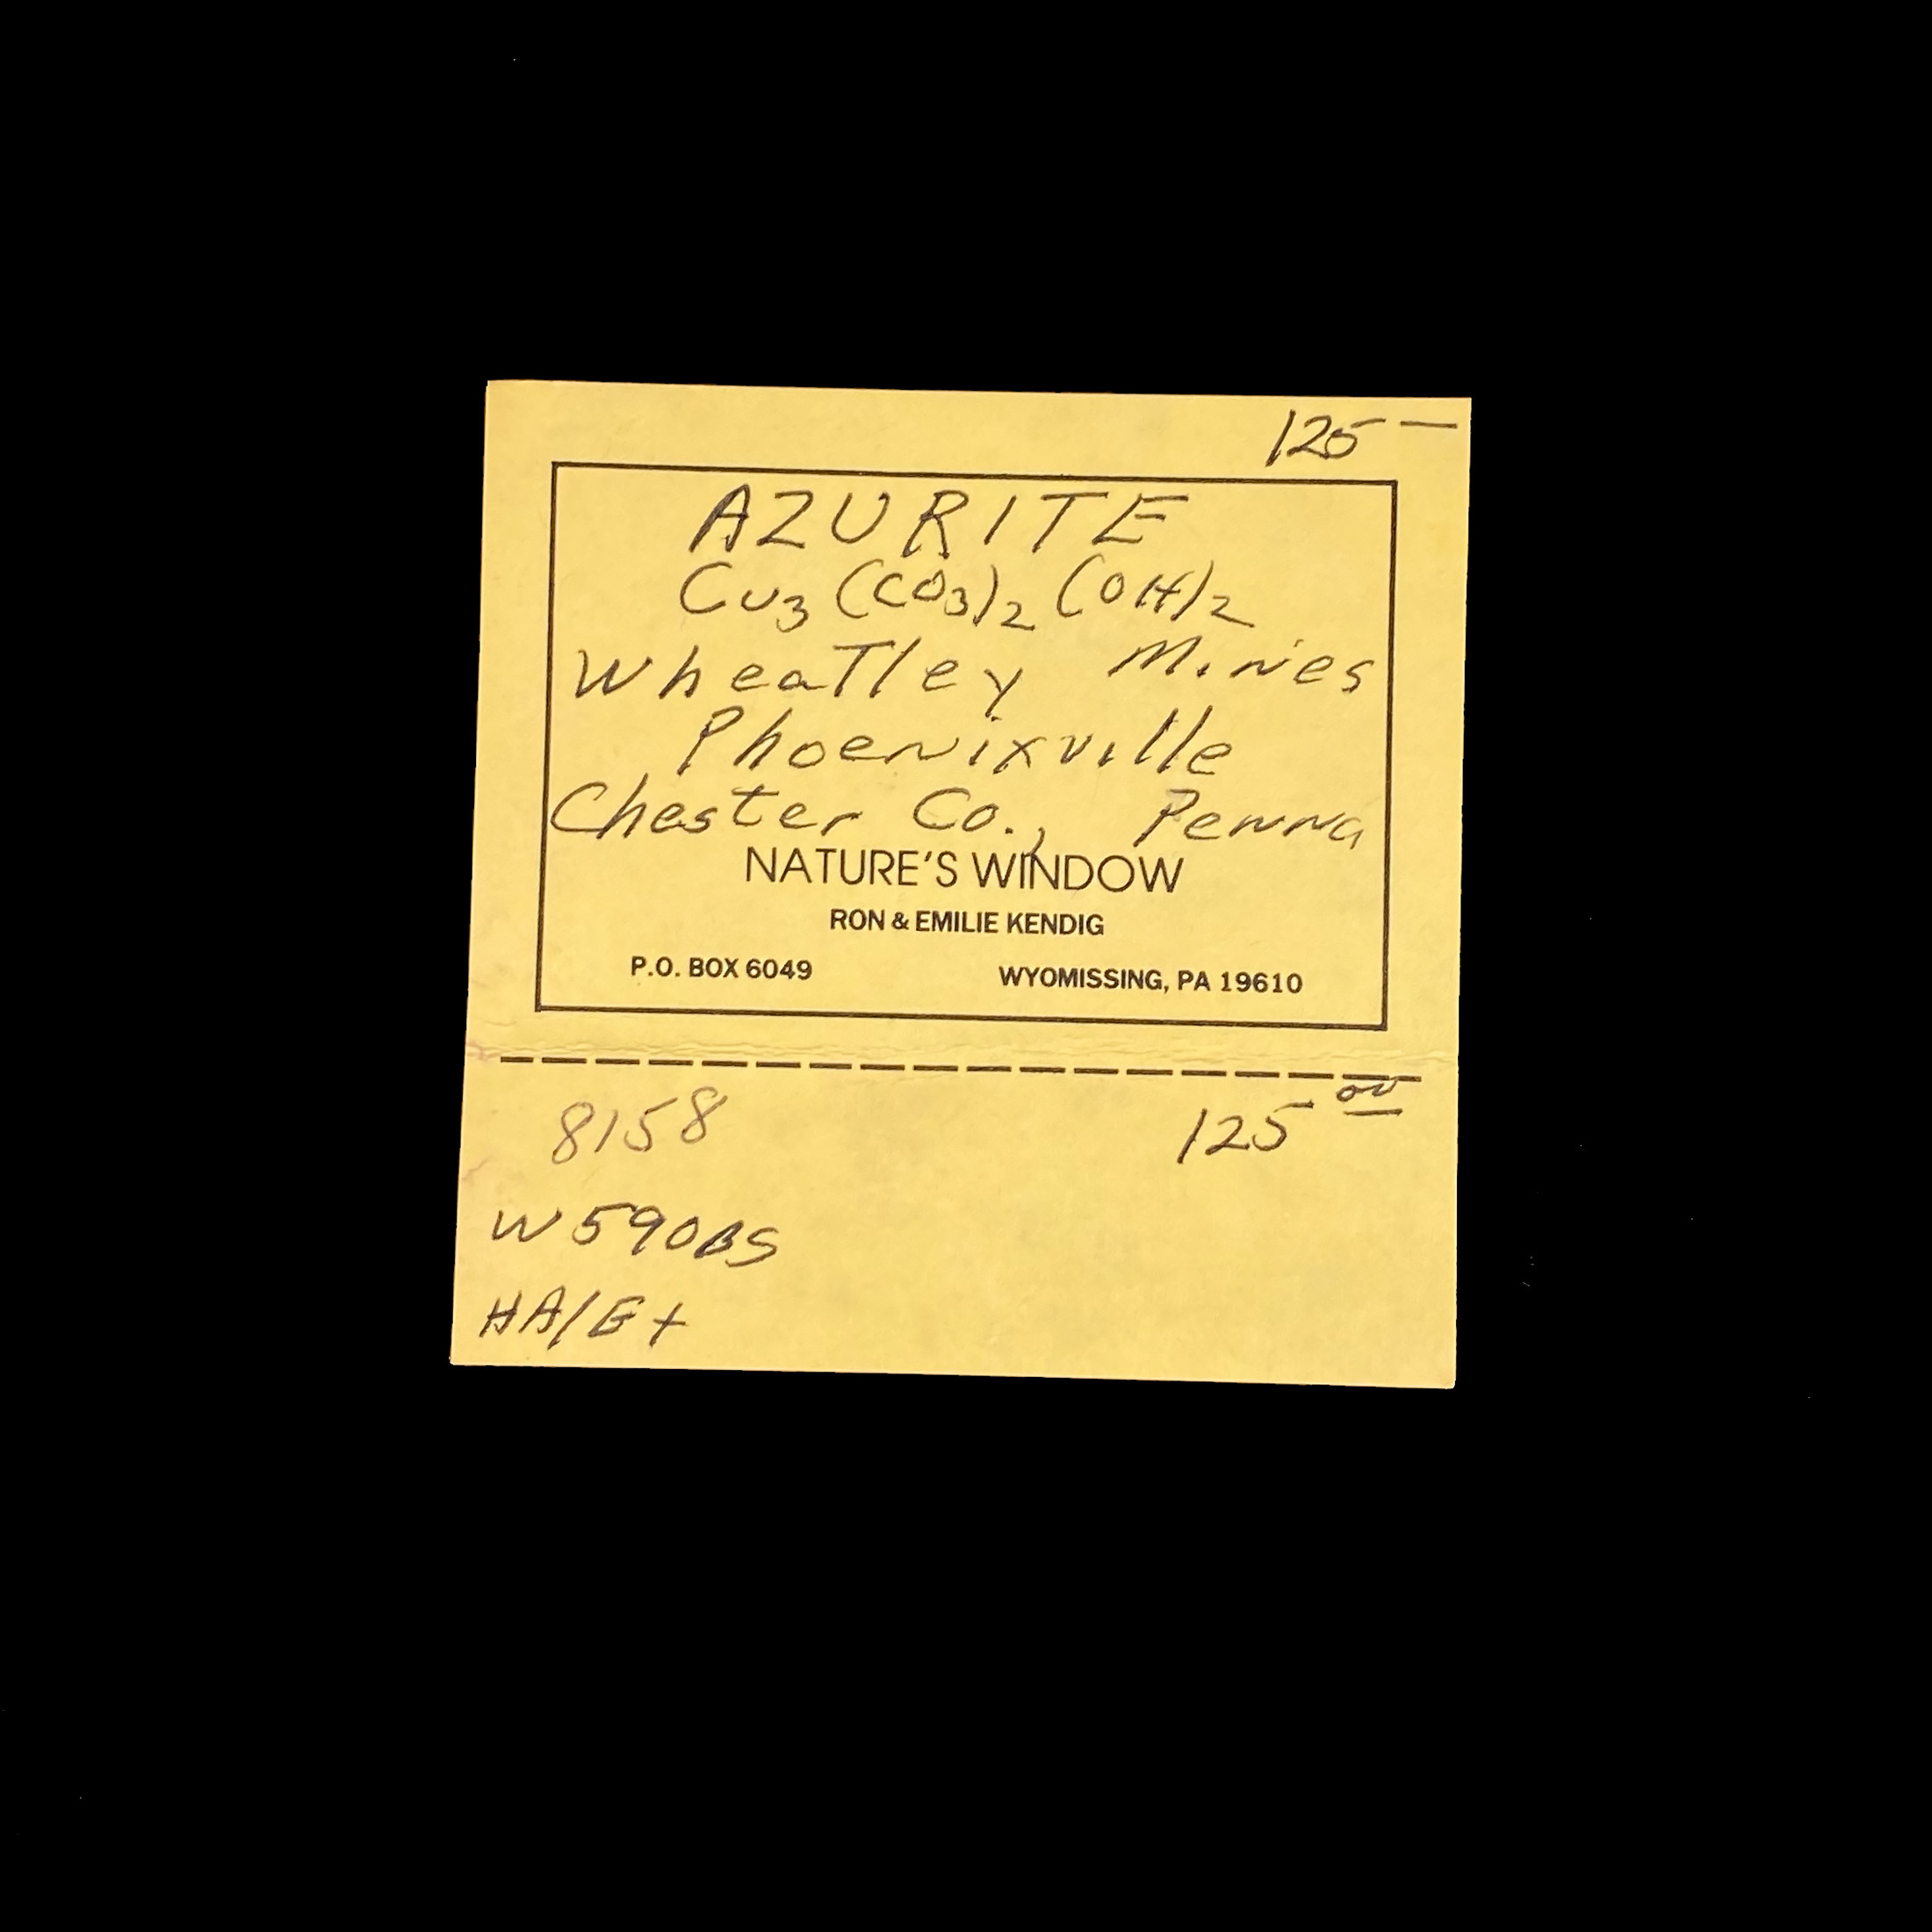 125 —
AZURITE
Cu3 (CO3)2 (OH)2
Wheatley Mines
Phoenixville
Chester Co., Penna
NATURE'S WINDOW
RON & EMILIE KENDIG
P.O. BOX 6049 WYOMISSING, PA 19610
8158 125 00
W590BS
HA/G+